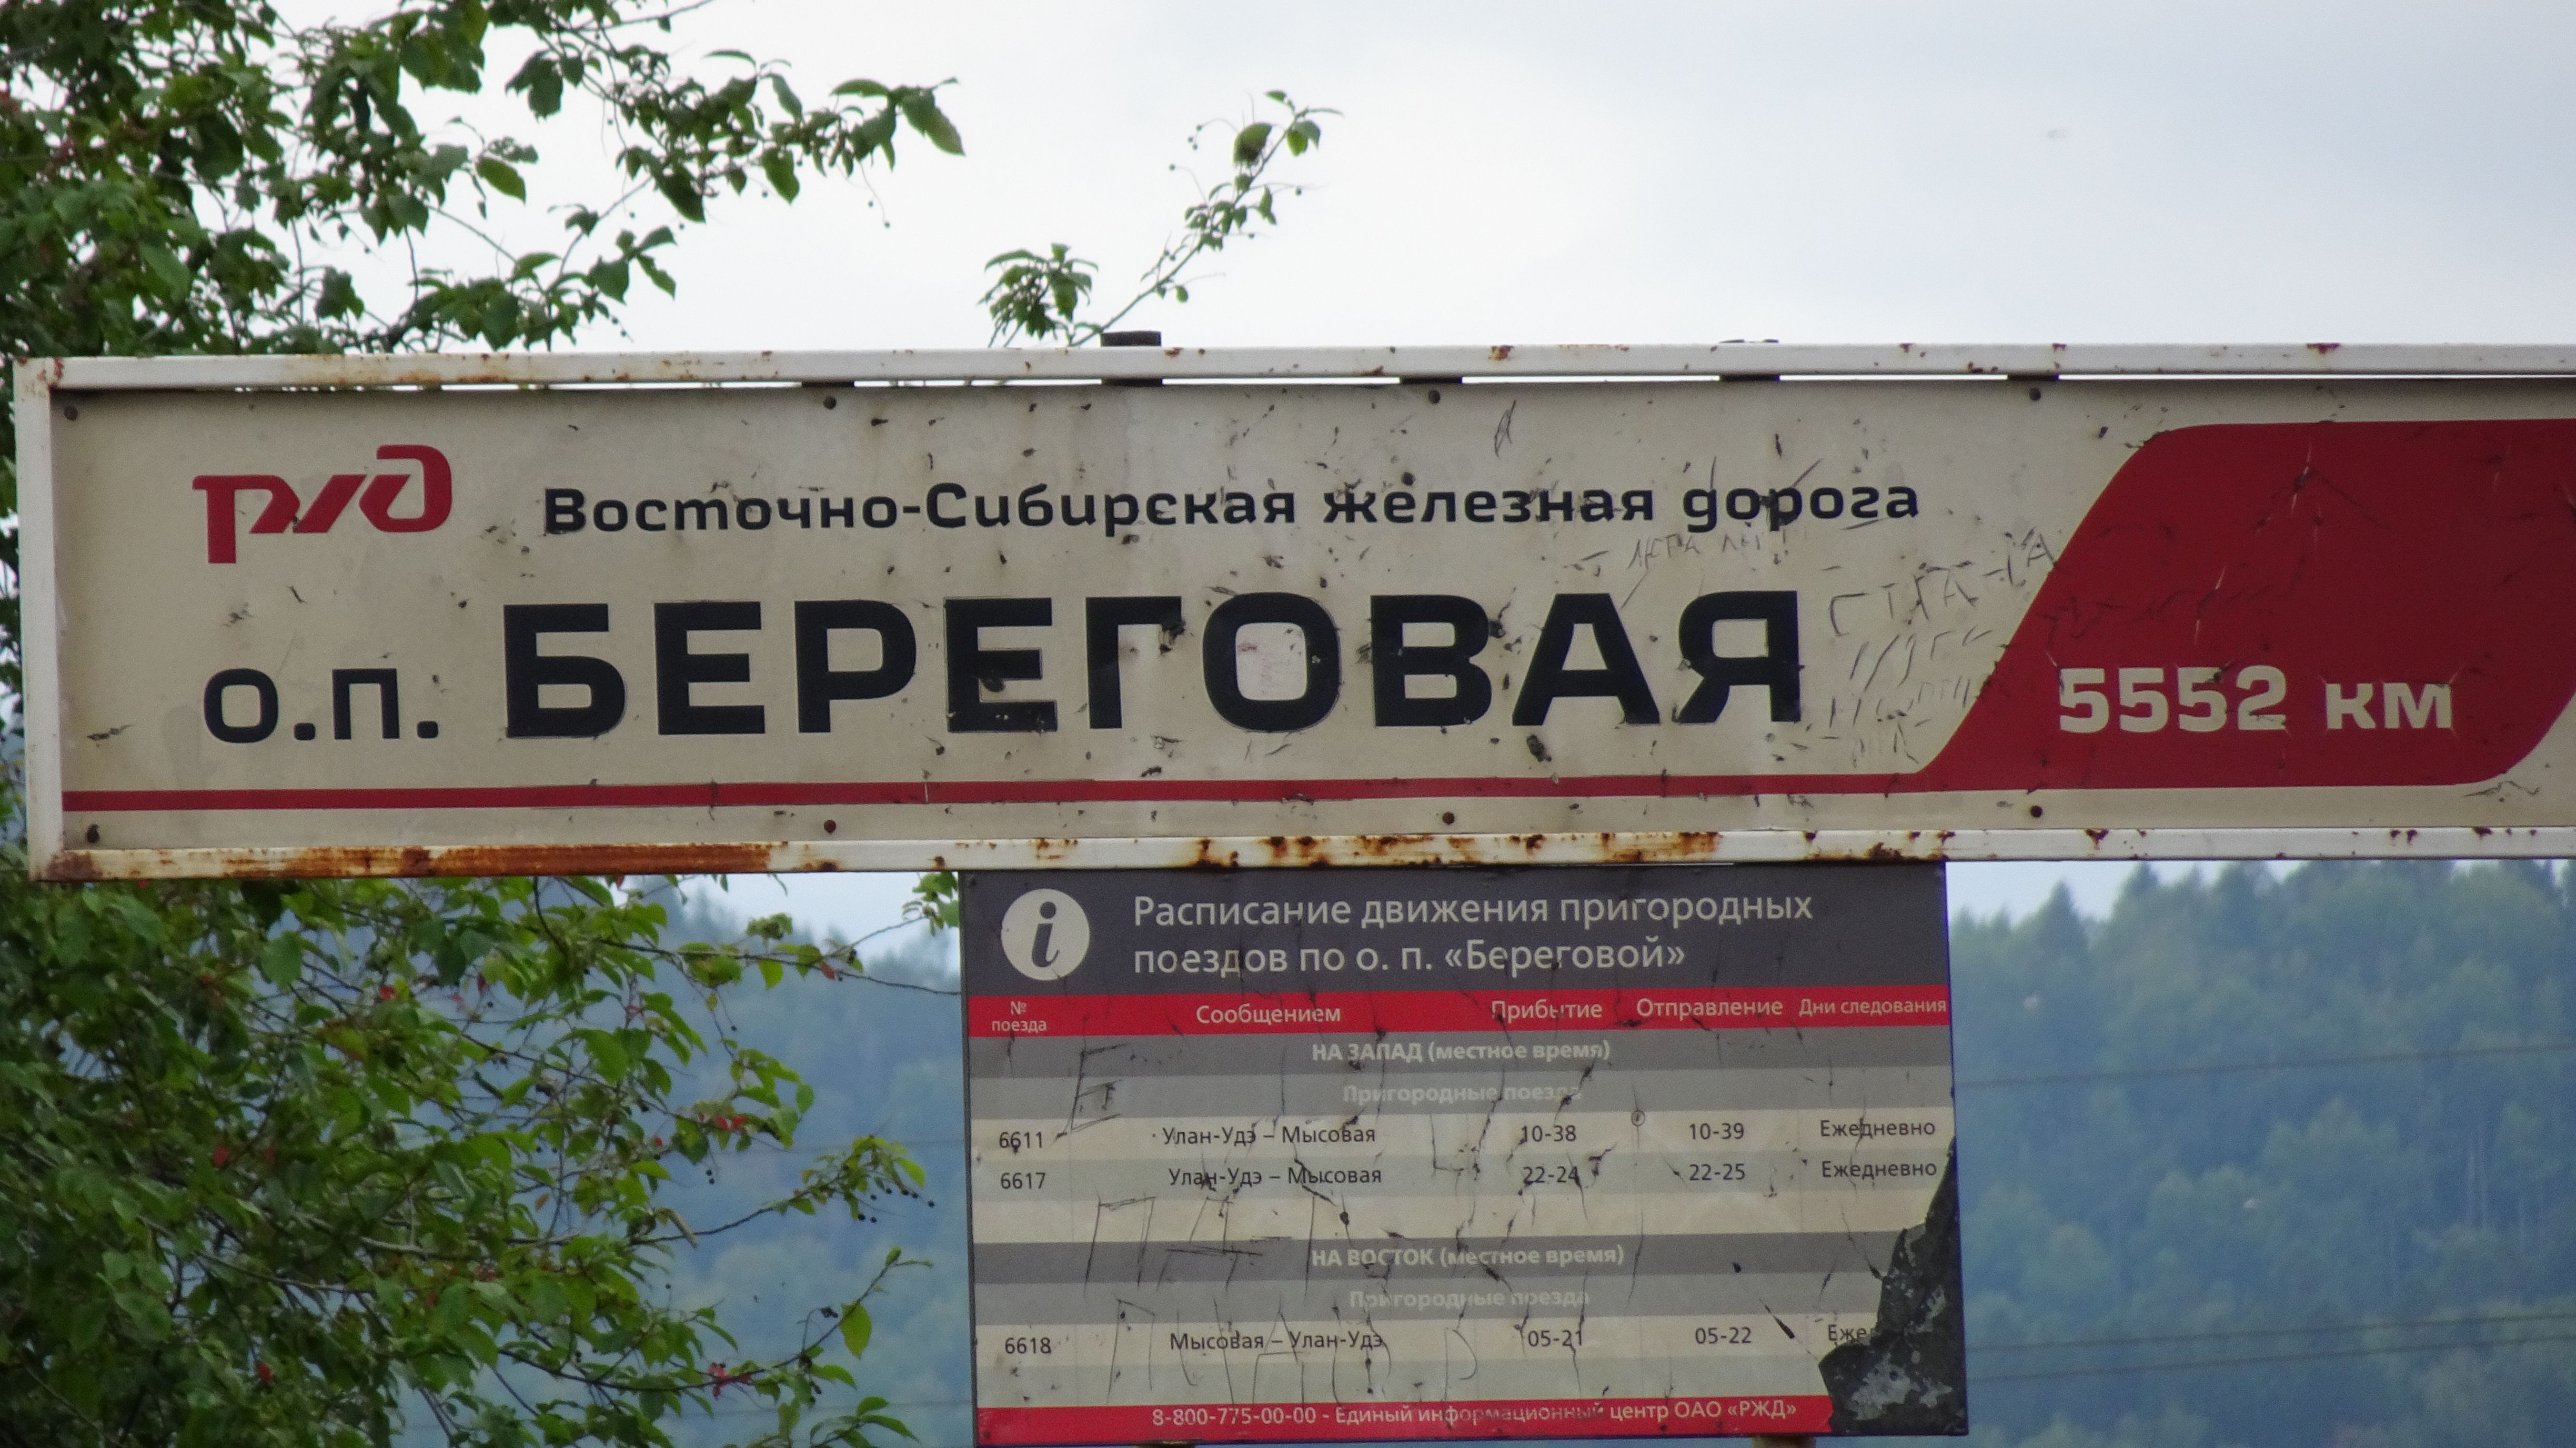 РЖД Восточно-Сибирская железная дорога
о.п. БЕРЕГОВАЯ 5552 км
i Расписание движения пригородных
поездов по о. п. «Береговой»
№ поезда Сообщением Прибытие Отправление Дни следования
НА ЗАПАД (местное время)
Пригородные поезда
6611 Улан-Удэ – Мысовая 10-38 10-39 Ежедневно
6617 Улан-Удэ – Мысовая 22-24 22-25 Ежедневно
НА ВОСТОК (местное время)
Пригородные поезда
6618 Мысовая – Улан-Удэ 05-21 05-22
8-800-775-00-00 - Единый информационный центр ОАО «РЖД»